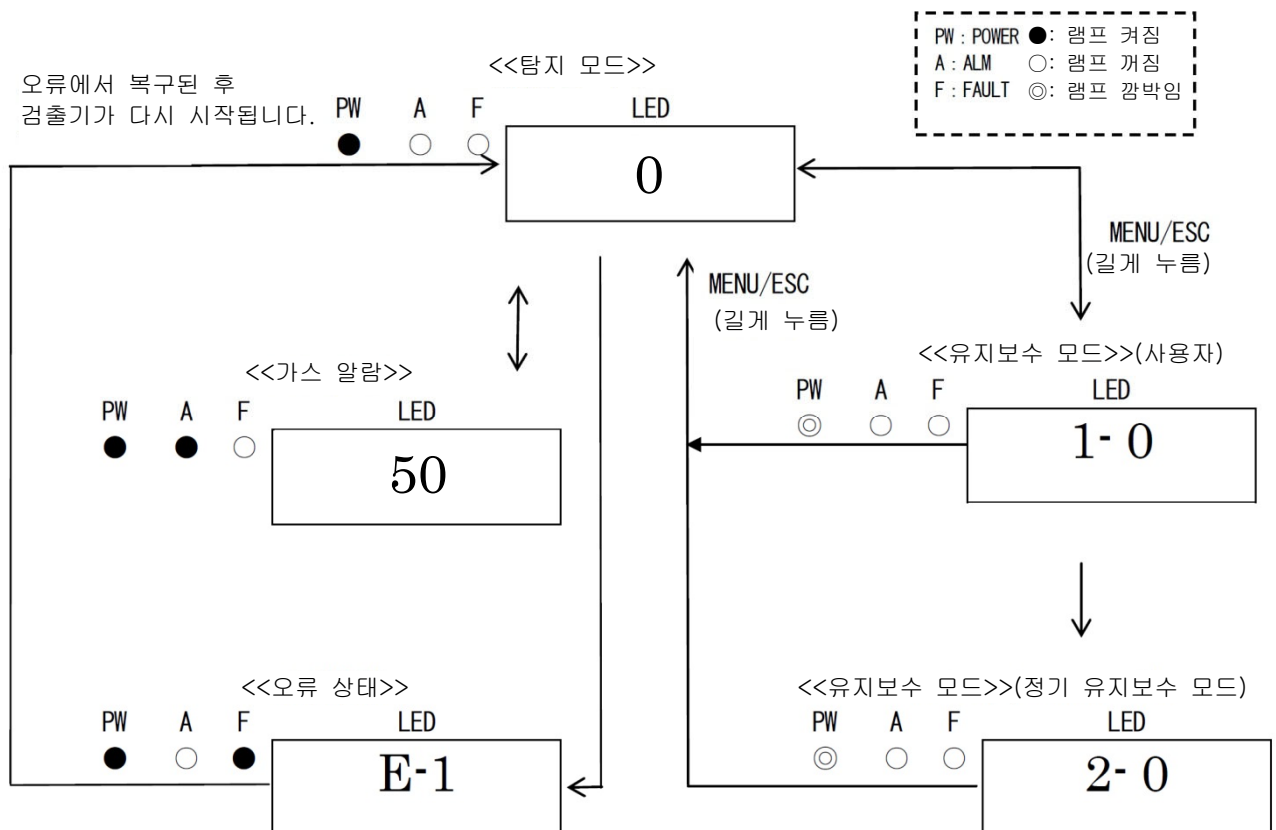 PW : POWER ●: 램프 켜짐
A : ALM ○: 램프 꺼짐
F : FAULT ◎: 램프 깜박임
<<탐지 모드>>
오류에서 복구된 후
검출기가 다시 시작됩니다.
PW A F LED
● ○ ○
0
MENU/ESC
(길게 누름)
MENU/ESC
(길게 누름)
<<가스 알람>>
PW A F LED
● ● ○
50
<<유지보수 모드>>(사용자)
PW A F LED
◎ ○ ○
1- 0
<<오류 상태>>
PW A F LED
● ○ ●
E-1
<<유지보수 모드>>(정기 유지보수 모드)
PW A F LED
◎ ○ ○
2- 0